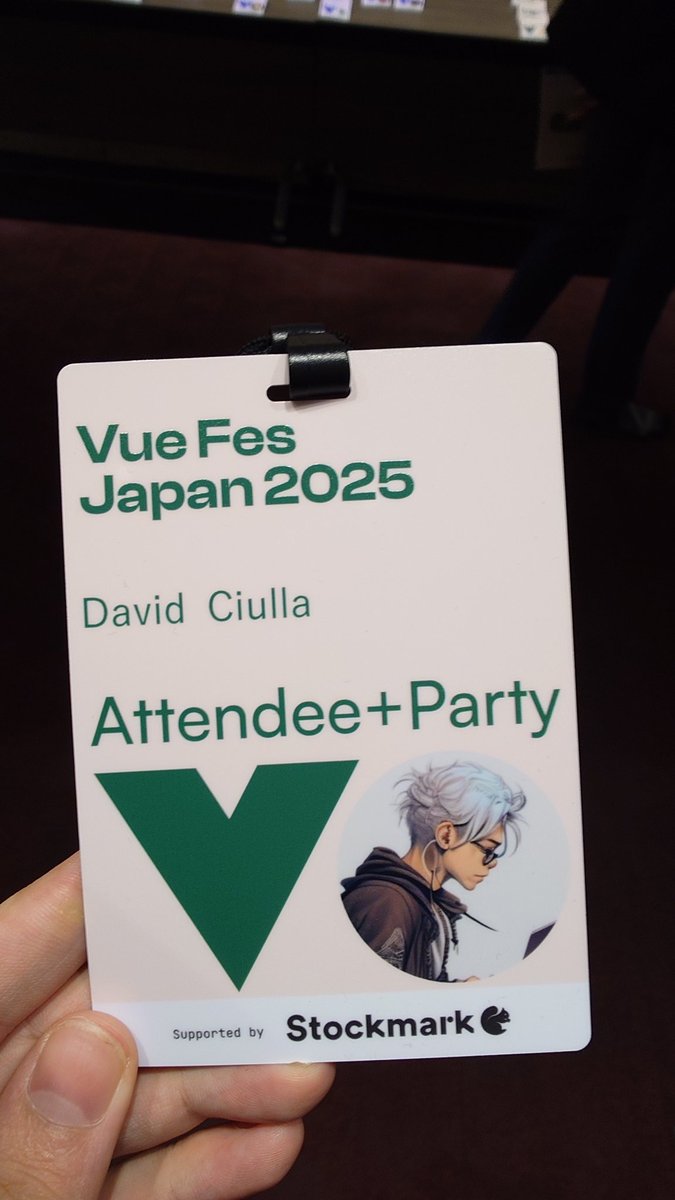 Vue Fes
Japan 2025
David Ciulla
Attendee+Party
Supported by Stockmark